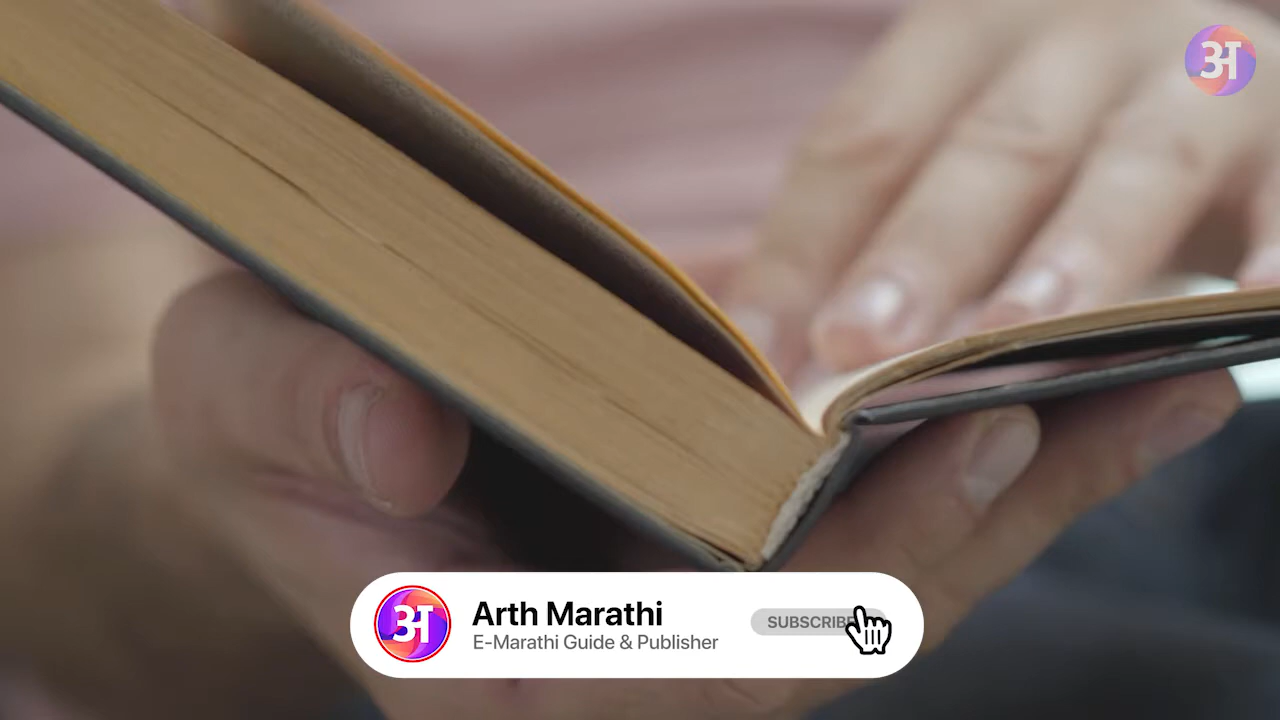 अ
Arth Marathi
E-Marathi Guide & Publisher
अ
SUBSCRIBE